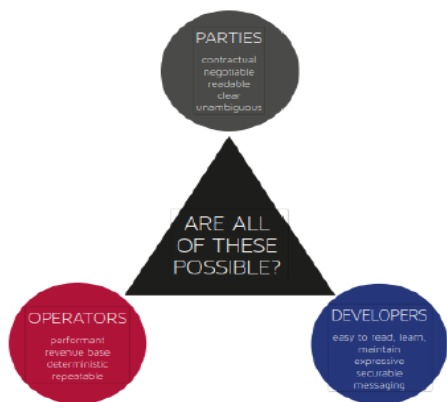 PARTIES
contractual
negotiable
readable
clear
unambiguous
ARE ALL
OF THESE
POSSIBLE?
OPERATORS
performant
revenue base
deterministic
repeatable
DEVELOPERS
easy to read, learn,
maintain
expressive
securable
messaging